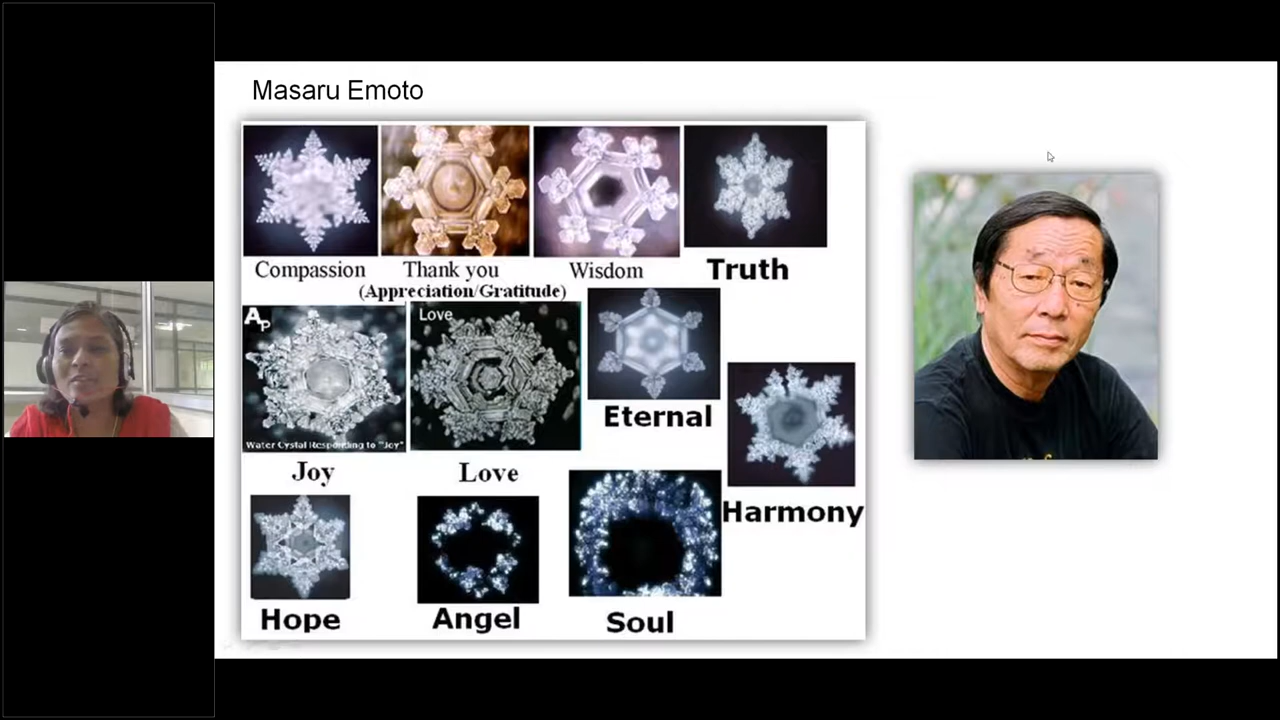 Masaru Emoto
Compassion
Thank you
(Appreciation/Gratitude)
Wisdom
Truth
AP
Water Crystal Responding to "Joy"
Joy
Love
Love
Eternal
Harmony
Hope
Angel
Soul